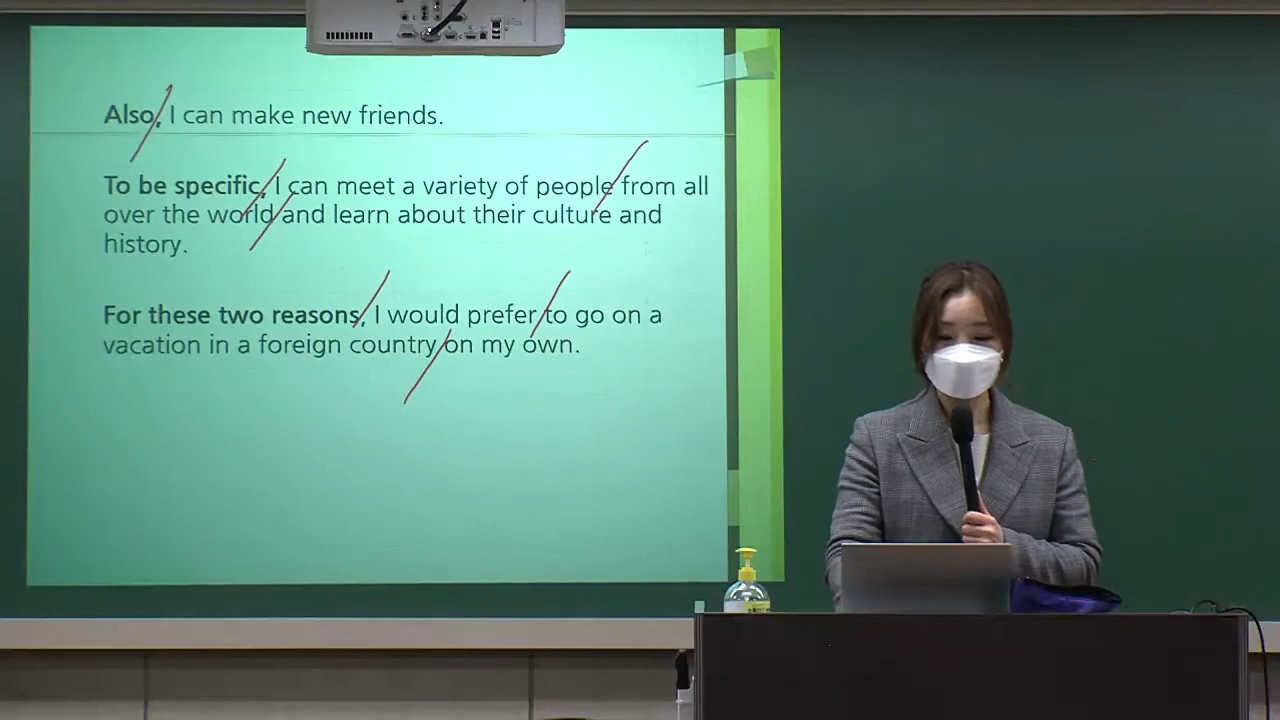 Also, I can make new friends.
To be specific, I can meet a variety of people from all
over the world and learn about their culture and
history.
For these two reasons, I would prefer to go on a
vacation in a foreign country on my own.